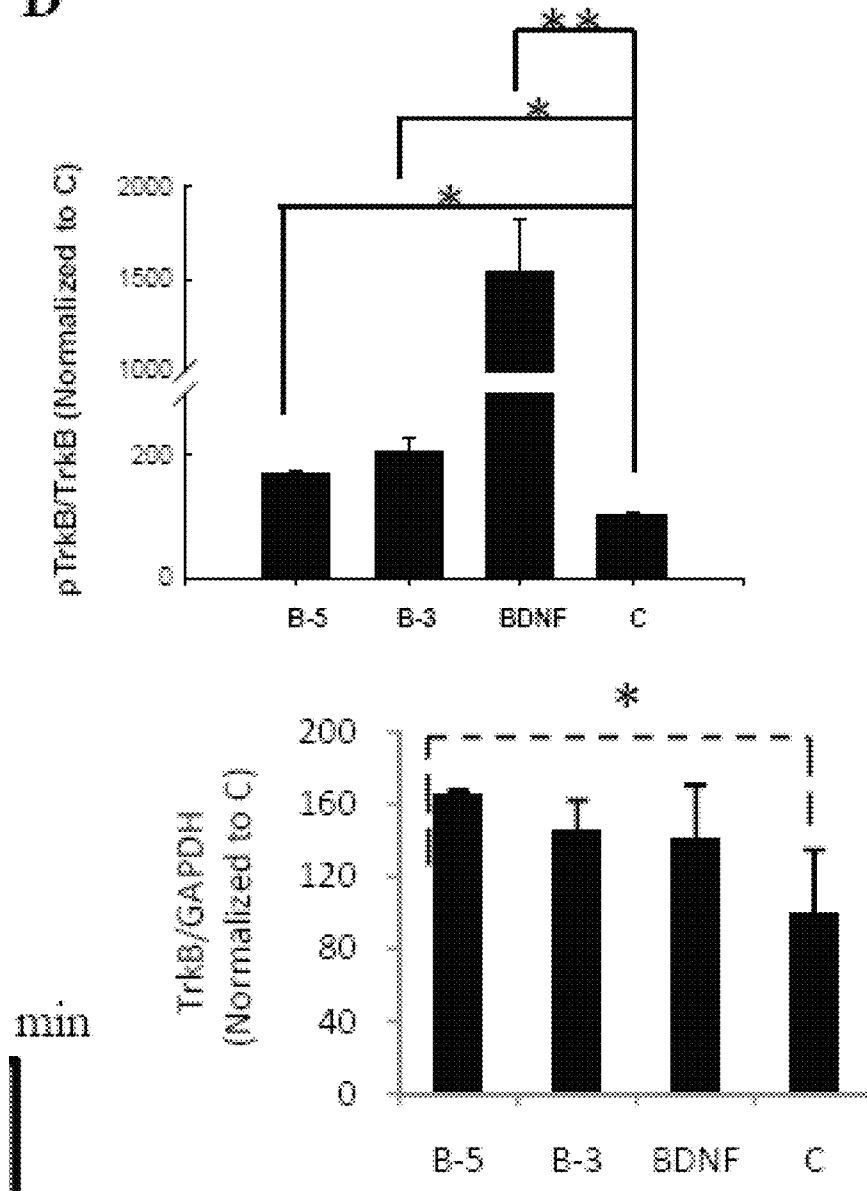 D
* *
*
*
pTrkB/TrkB (Normalized to C)
2000
1500
1000
200
0
B-5 B-3 BDNF C
*
TrkB/GAPDH
(Normalized to C)
200
160
120
80
40
0
B-5 B-3 BDNF C
min